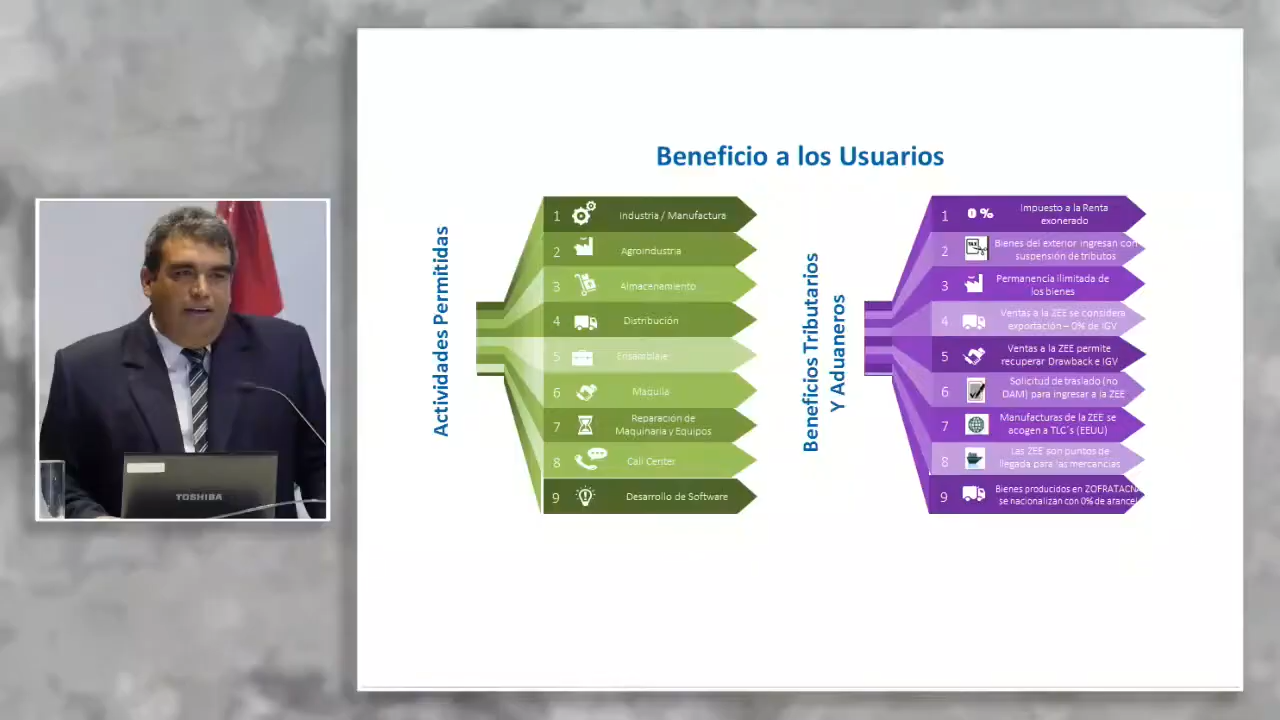 Beneficio a los Usuarios
Actividades Permitidas
1 Industria / Manufactura
2 Agroindustria
3 Almacenamiento
4 Distribución
5 Ensamblaje
6 Maquila
7 Reparación de
Maquinaria y Equipos
8 Call Center
9 Desarrollo de Software
Beneficios Tributarios
Y Aduaneros
1 0 % Impuesto a la Renta
exonerado
2 Bienes del exterior ingresan con
suspensión de tributos
3 Permanencia ilimitada de
los bienes
4 Ventas a la ZEE se considera
exportación – 0% de IGV
5 Ventas a la ZEE permite
recuperar Drawback e IGV
6 Solicitud de traslado (no
DAM) para ingresar a la ZEE
7 Manufacturas de la ZEE se
acogen a TLC´s (EEUU)
8 Las ZEE son puntos de
llegada para las mercancías
9 Bienes producidos en ZOFRATACNA
se nacionalizan con 0% de arancel
TOSHIBA